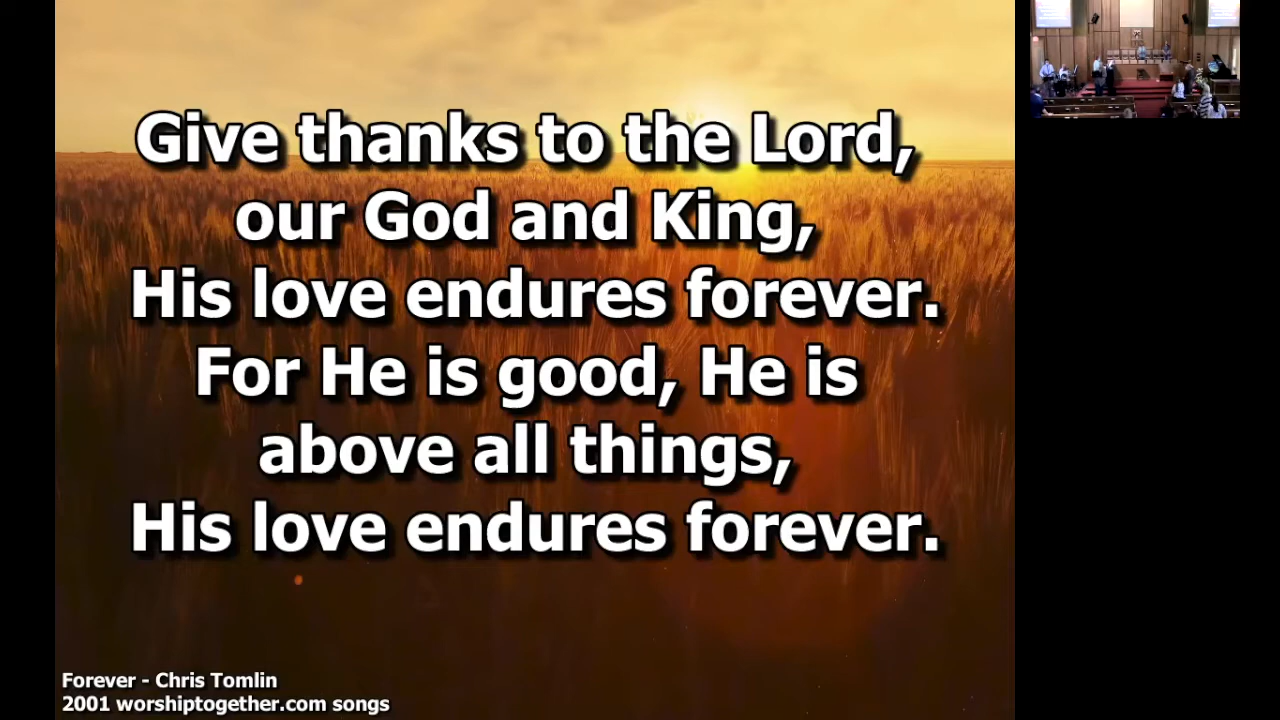 Give thanks to the Lord,
our God and King,
His love endures forever.
For He is good, He is
above all things,
His love endures forever.
Forever - Chris Tomlin
2001 worshiptogether.com songs